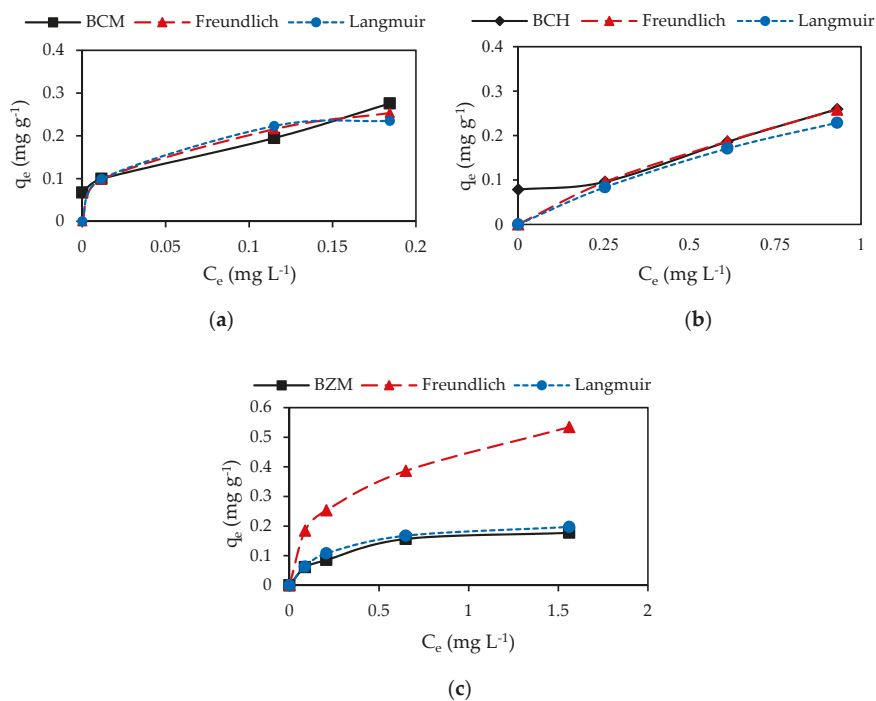 BCM Freundlich Langmuir
0.4
0.3
0.2
0.1
0
qₑ (mg g⁻¹)
0 0.05 0.1 0.15 0.2
Cₑ (mg L⁻¹)
(a)
BCH Freundlich Langmuir
0.4
0.3
0.2
0.1
0
qₑ (mg g⁻¹)
0 0.25 0.5 0.75 1
Cₑ (mg L⁻¹)
(b)
BZM Freundlich Langmuir
0.6
0.5
0.4
0.3
0.2
0.1
0
qₑ (mg g⁻¹)
0 0.5 1 1.5 2
Cₑ (mg L⁻¹)
(c)